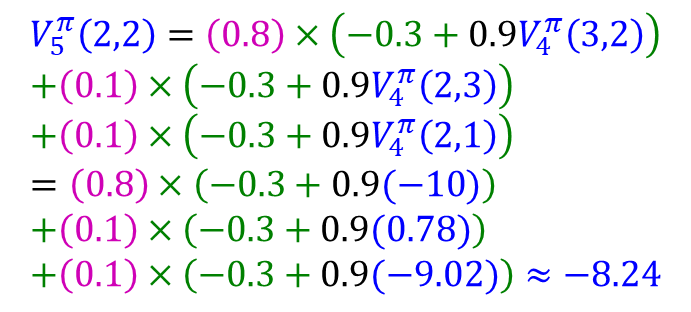 V₅^π(2,2) = (0.8) × (−0.3 + 0.9V₄^π(3,2))
+(0.1) × (−0.3 + 0.9V₄^π(2,3))
+(0.1) × (−0.3 + 0.9V₄^π(2,1))
= (0.8) × (−0.3 + 0.9(−10))
+(0.1) × (−0.3 + 0.9(0.78))
+(0.1) × (−0.3 + 0.9(−9.02)) ≈ −8.24